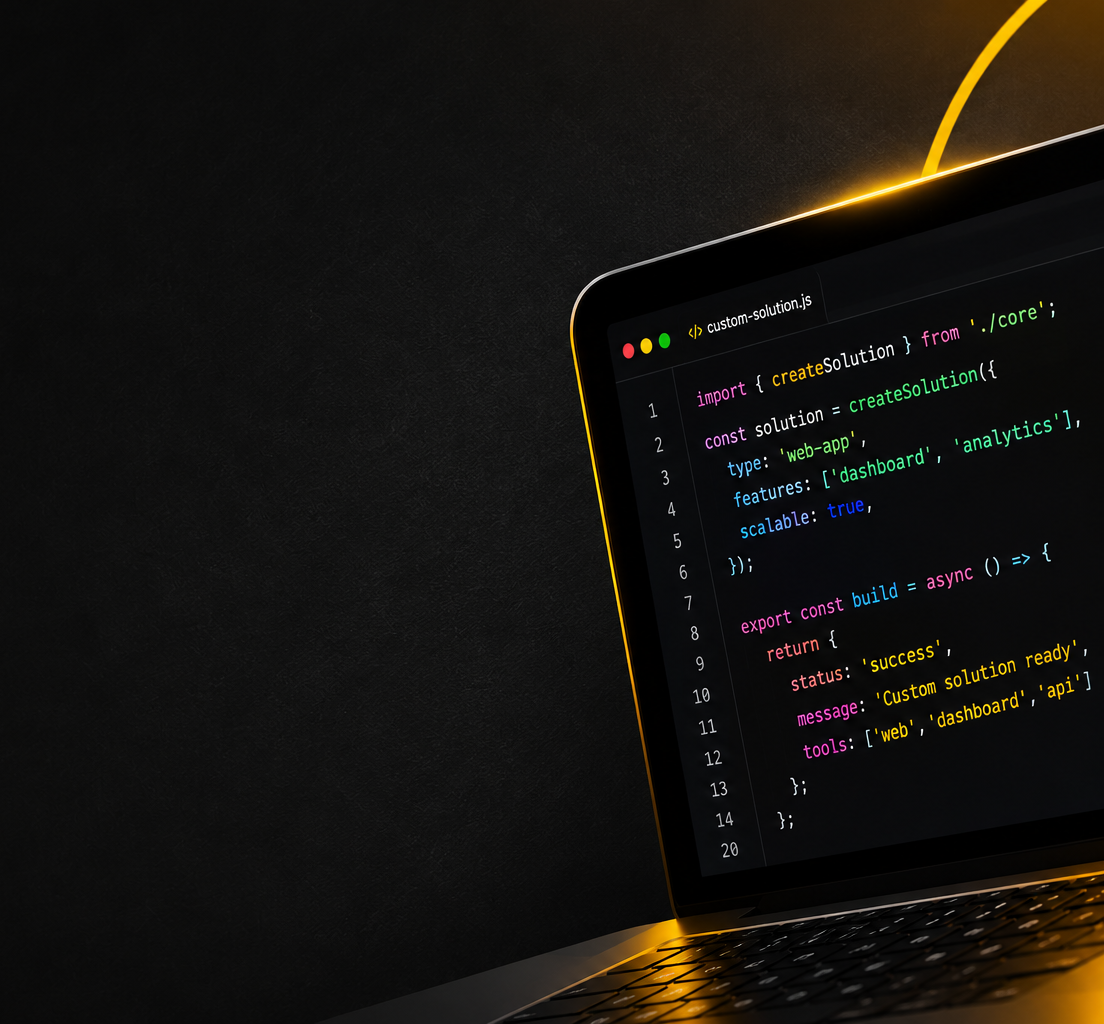 </> custom-solution.js
1 import { createSolution } from './core';
2 const solution = createSolution({
3 type: 'web-app',
4 features: ['dashboard', 'analytics'],
5 scalable: true,
6 });
7
8 export const build = async () => {
9 return {
10 status: 'success',
11 message: 'Custom solution ready',
12 tools: ['web','dashboard','api']
13 };
14 };
20